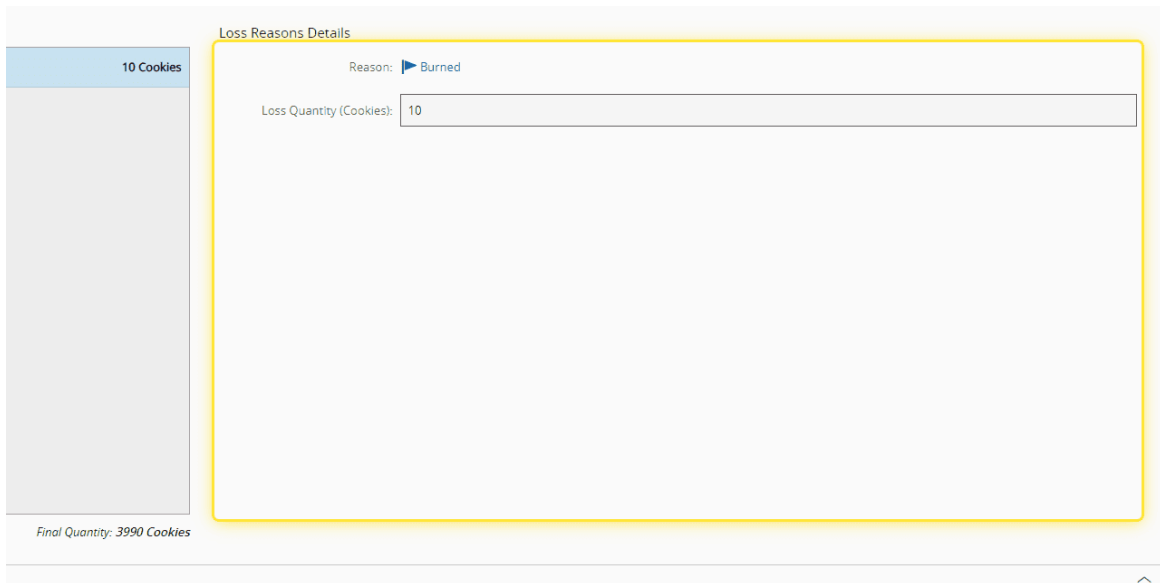 Loss Reasons Details
10 Cookies
Reason: Burned
Loss Quantity (Cookies): 10
Final Quantity: 3990 Cookies